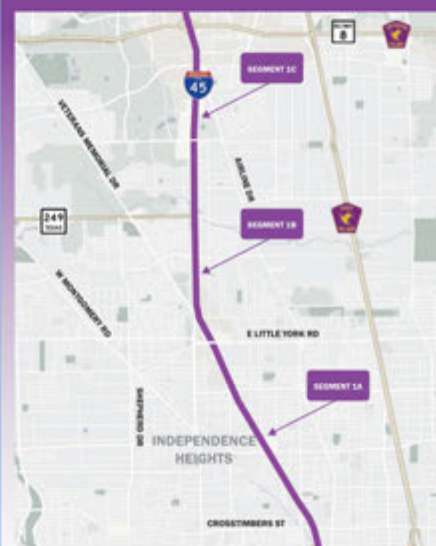 8
SEGMENT 1C
45
VETERANS MEMORIAL DR
AIRLINE DR
249
TEXAS
SEGMENT 1B
W MONTGOMERY RD
E LITTLE YORK RD
SEGMENT 1A
SHEPHERD DR
INDEPENDENCE
HEIGHTS
CROSSTIMBERS ST